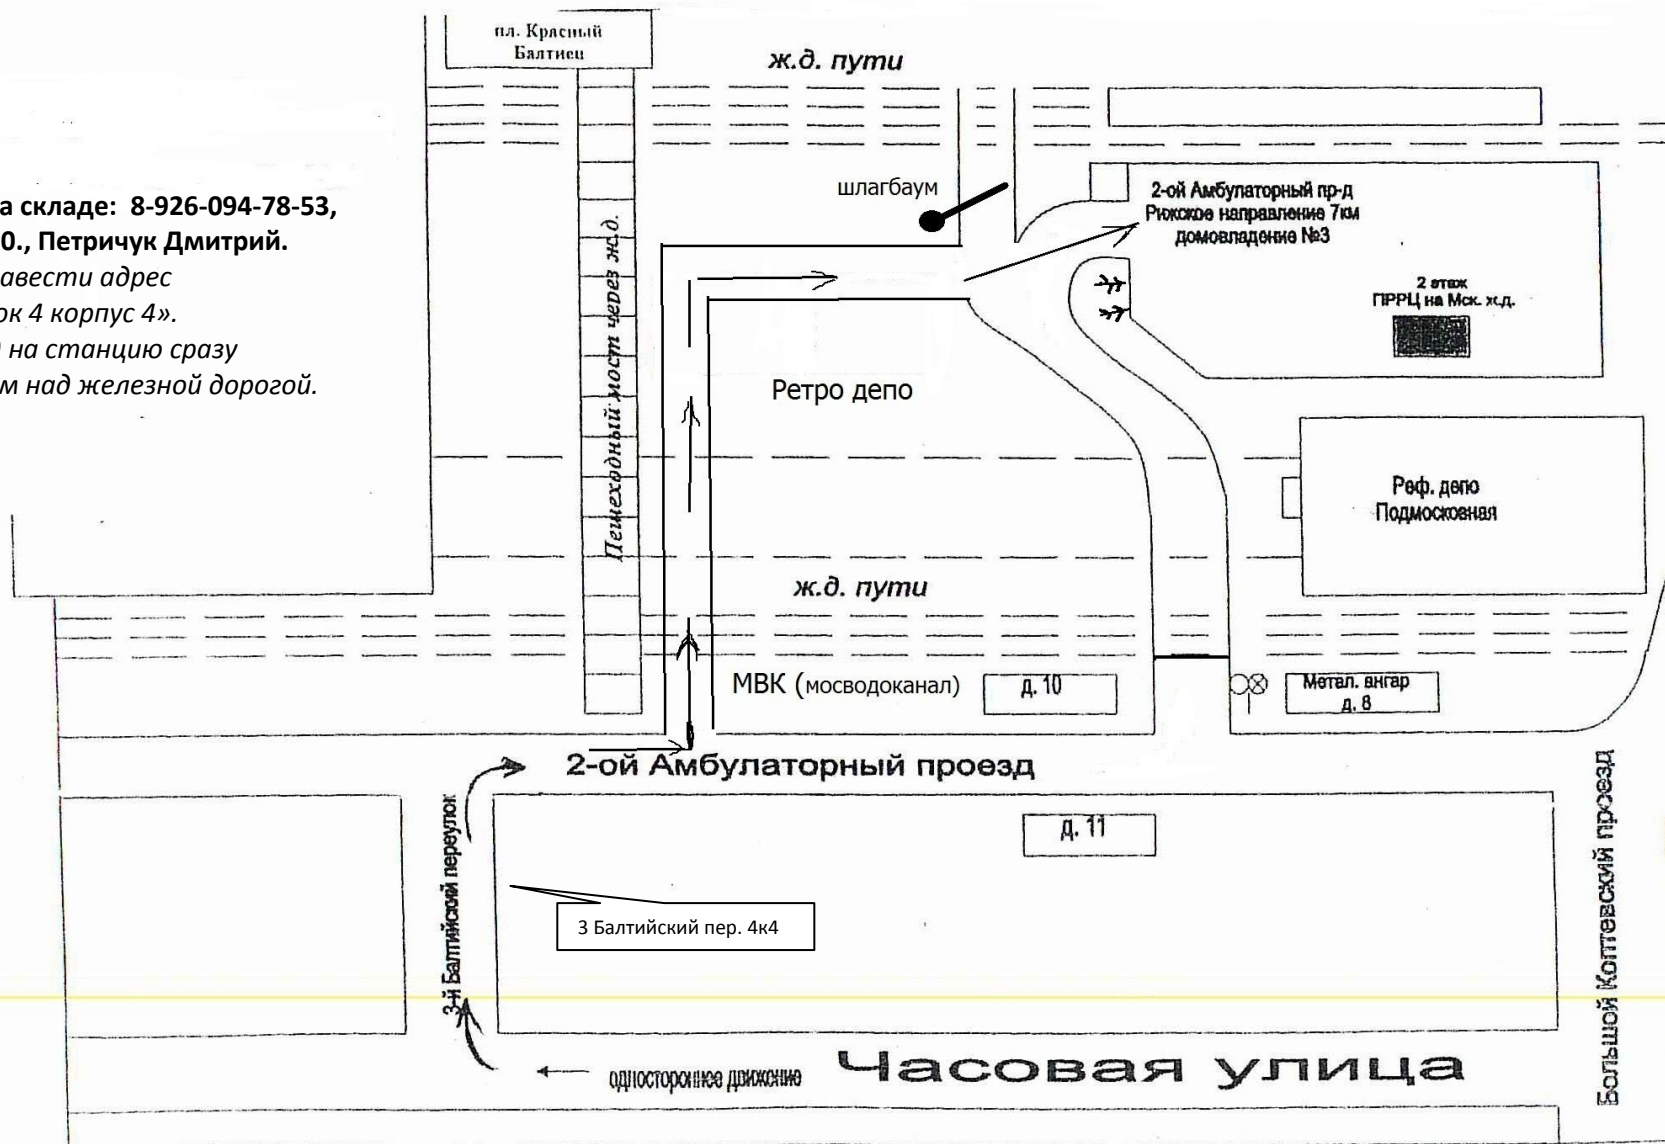 пл. Красный
Балтиец
ж.д. пути
шлагбаум
2-ой Амбулаторный пр-д
Рижское направление 7км
домовладение №3
а складе: 8-926-094-78-53,
0., Петричук Дмитрий.
авести адрес
ок 4 корпус 4».
на станцию сразу
м над железной дорогой.
Пешеходный мост через ж.д.
2 этаж
ПРРЦ на Мск. ж.д.
Ретро депо
Реф. депо
Подмосковная
ж.д. пути
МВК (мосводоканал)
д. 10
Метал. ангар
д. 8
2-ой Амбулаторный проезд
3-й Балтийский переулок
д. 11
3 Балтийский пер. 4к4
Большой Коптевский проезд
одностороннее движение
Часовая улица